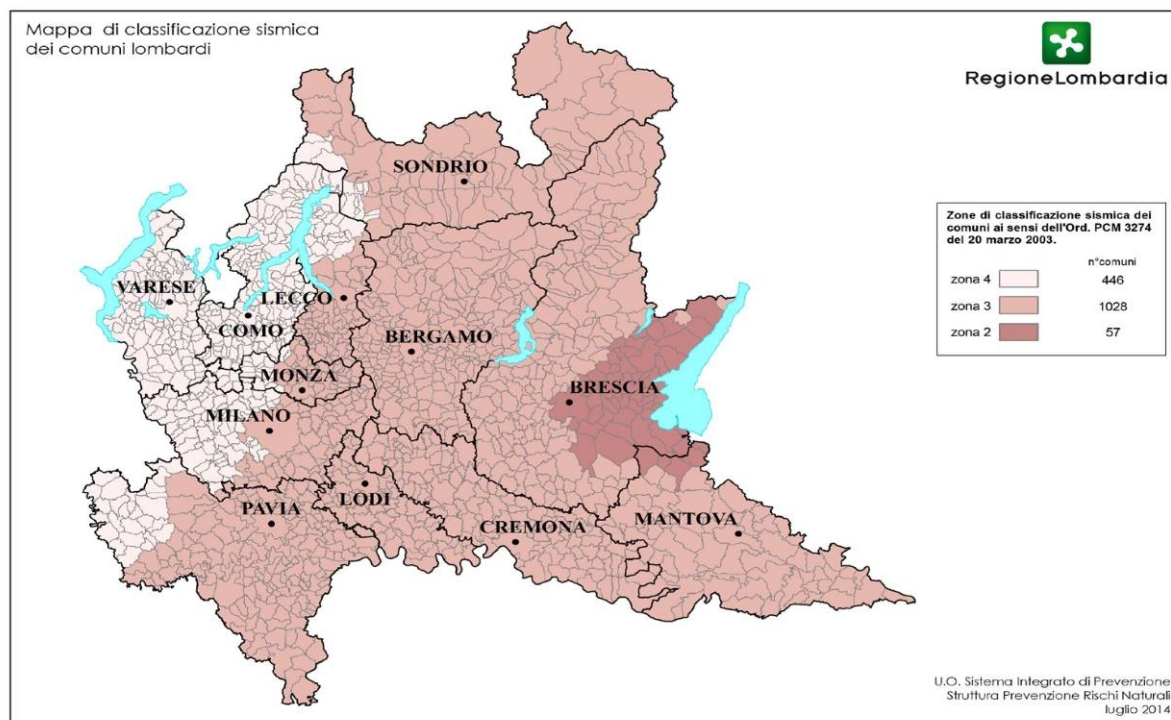 Mappa di classificazione sismica
dei comuni lombardi
RegioneLombardia
SONDRIO
VARESE
LECCO
COMO
BERGAMO
MONZA
BRESCIA
MILANO
PAVIA
LODI
CREMONA
MANTOVA
Zone di classificazione sismica dei
comuni ai sensi dell'Ord. PCM 3274
del 20 marzo 2003.
n°comuni
zona 4 446
zona 3 1028
zona 2 57
U.O. Sistema Integrato di Prevenzione
Struttura Prevenzione Rischi Naturali
luglio 2014